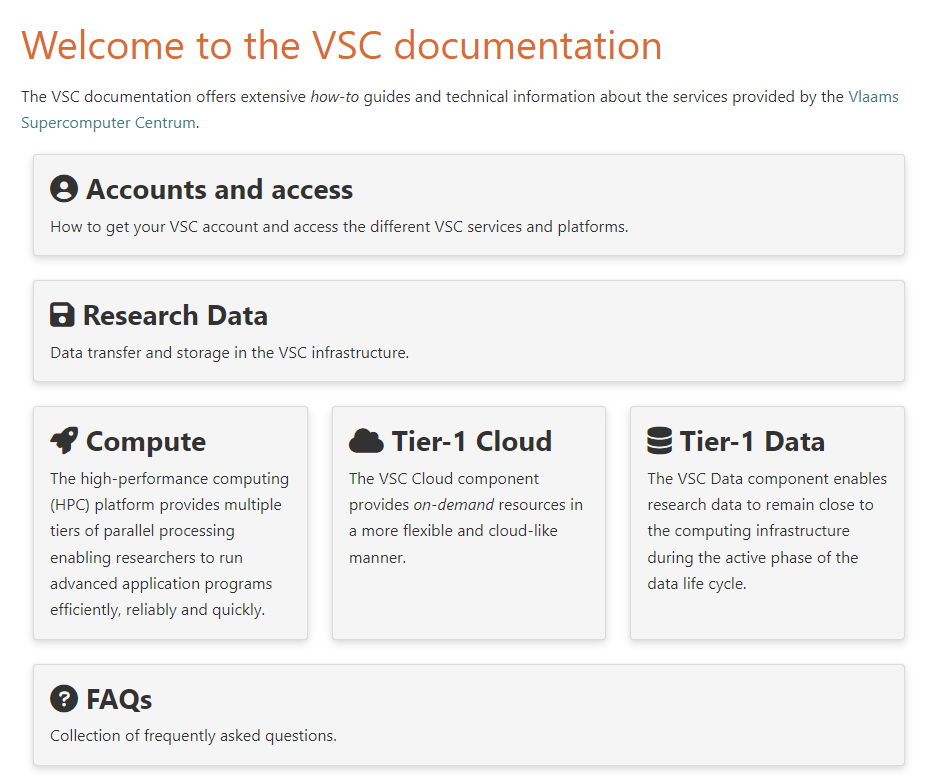 Welcome to the VSC documentation
The VSC documentation offers extensive how-to guides and technical information about the services provided by the Vlaams
Supercomputer Centrum.
Accounts and access
How to get your VSC account and access the different VSC services and platforms.
Research Data
Data transfer and storage in the VSC infrastructure.
Compute
The high-performance computing
(HPC) platform provides multiple
tiers of parallel processing
enabling researchers to run
advanced application programs
efficiently, reliably and quickly.
Tier-1 Cloud
The VSC Cloud component
provides on-demand resources in
a more flexible and cloud-like
manner.
Tier-1 Data
The VSC Data component enables
research data to remain close to
the computing infrastructure
during the active phase of the
data life cycle.
FAQs
Collection of frequently asked questions.